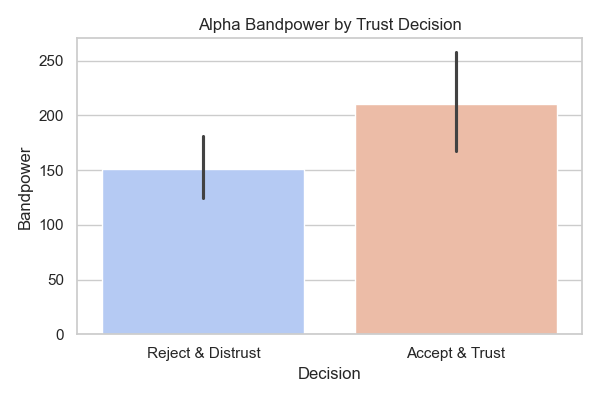 Alpha Bandpower by Trust Decision
250
200
150
100
50
0
Bandpower
Reject & Distrust
Accept & Trust
Decision